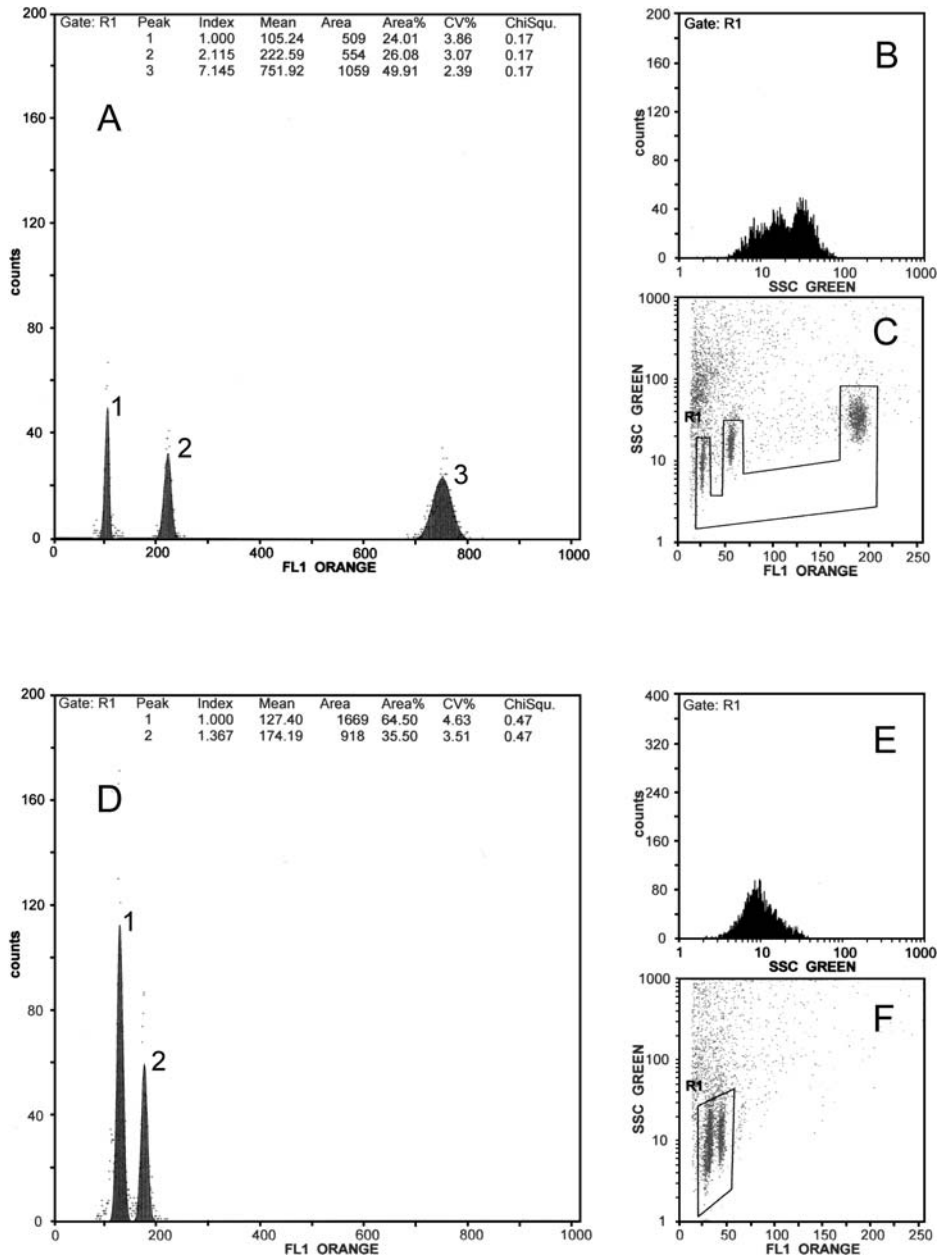 200
Gate: R1 Peak Index Mean Area Area% CV% ChiSqu.
1 1.000 105.24 509 24.01 3.86 0.17
2 2.115 222.59 554 26.08 3.07 0.17
3 7.145 751.92 1059 49.91 2.39 0.17
A
160
120
counts
80
40
0
1
2
3
0 200 400 600 800 1000
FL1 ORANGE
200
Gate: R1
B
160
120
counts
80
40
0
1 10 100 1000
SSC GREEN
1000
C
100
SSC GREEN
R1
10
1
0 50 100 150 200 250
FL1 ORANGE
200
Gate: R1 Peak Index Mean Area Area% CV% ChiSqu.
1 1.000 127.40 1669 64.50 4.63 0.47
2 1.367 174.19 918 35.50 3.51 0.47
D
160
120
counts
80
40
0
1
2
0 200 400 600 800 1000
FL1 ORANGE
400
Gate: R1
E
320
240
counts
160
80
0
1 10 100 1000
SSC GREEN
1000
F
100
SSC GREEN
R1
10
1
0 50 100 150 200 250
FL1 ORANGE